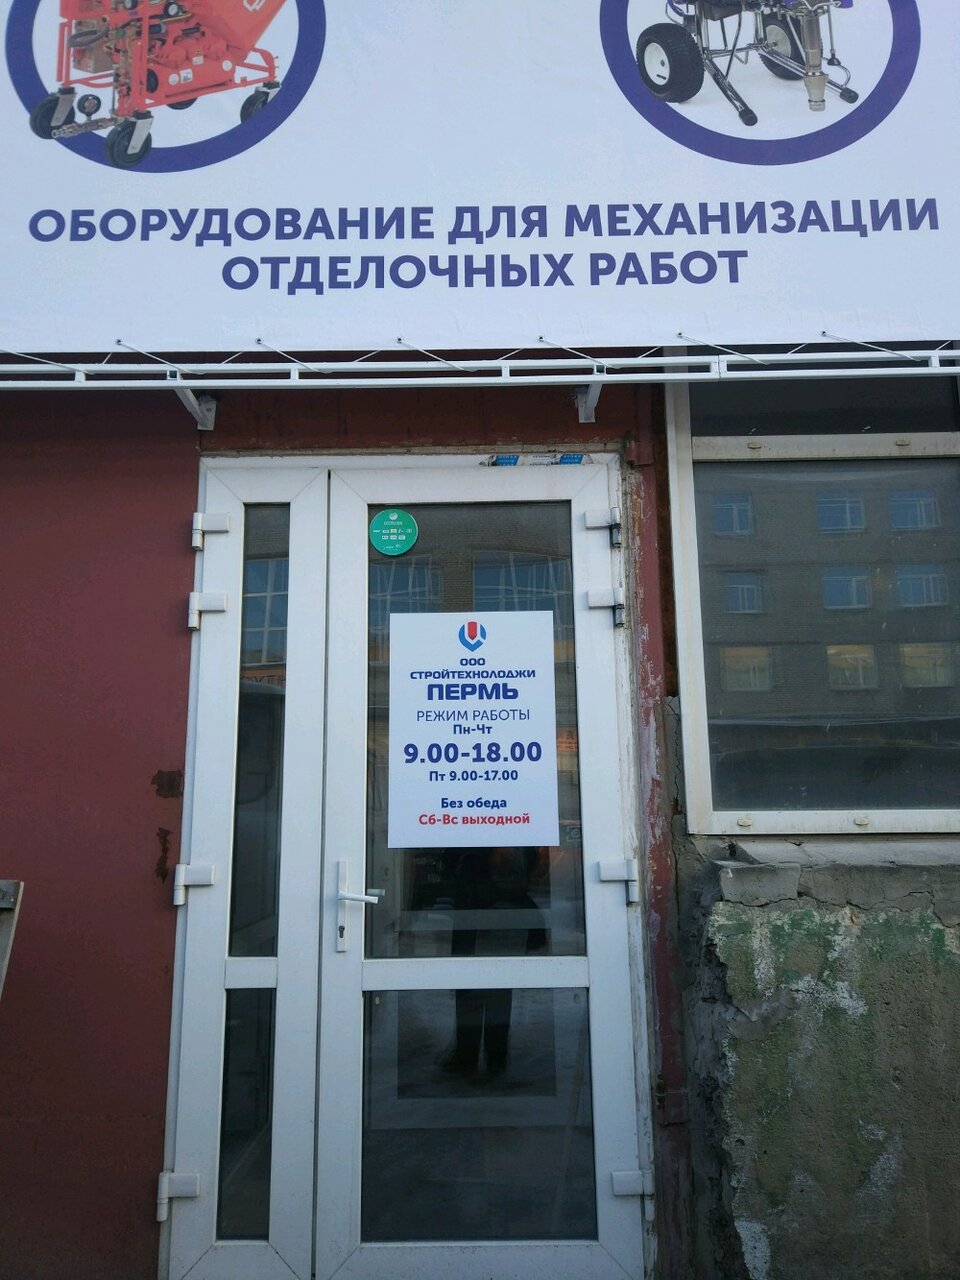 ОБОРУДОВАНИЕ ДЛЯ МЕХАНИЗАЦИИ
ОТДЕЛОЧНЫХ РАБОТ
ООО
СТРОЙТЕХНОЛОДЖИ
ПЕРМЬ
РЕЖИМ РАБОТЫ
Пн-Чт
9.00-18.00
Пт 9.00-17.00
Без обеда
Сб-Вс выходной